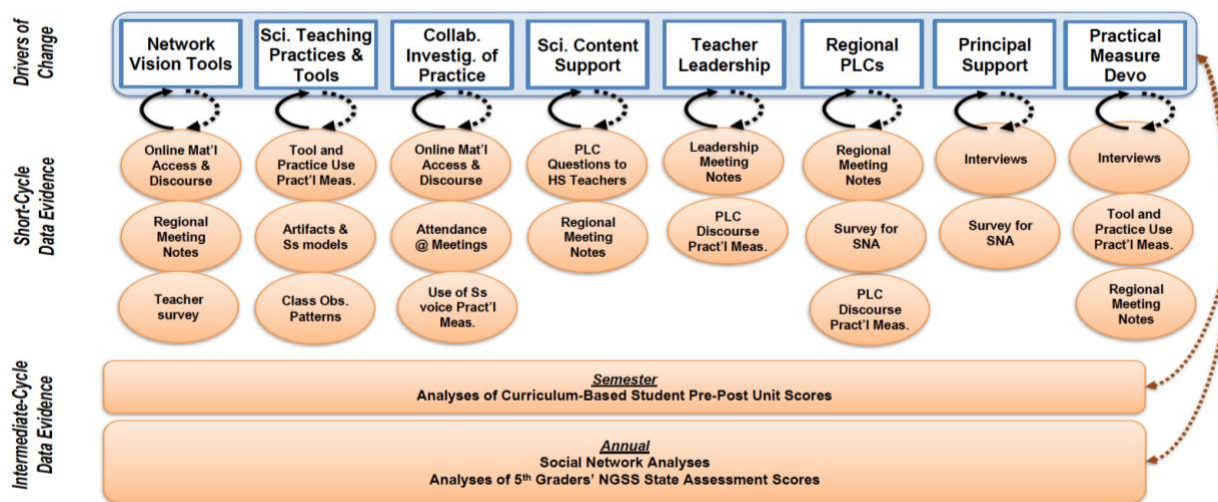 Drivers of
Change
Network
Vision Tools
Sci. Teaching
Practices &
Tools
Collab.
Investig. of
Practice
Sci. Content
Support
Teacher
Leadership
Regional
PLCs
Principal
Support
Practical
Measure
Devo
Short-Cycle
Data Evidence
Online Mat'l
Access &
Discourse
Regional
Meeting
Notes
Teacher
survey
Tool and
Practice Use
Pract'l Meas.
Artifacts &
Ss models
Class Obs.
Patterns
Online Mat'l
Access &
Discourse
Attendance
@ Meetings
Use of Ss
voice Pract'l
Meas.
PLC
Questions to
HS Teachers
Regional
Meeting
Notes
Leadership
Meeting
Notes
PLC
Discourse
Pract'l Meas.
Regional
Meeting
Notes
Survey for
SNA
PLC
Discourse
Pract'l Meas.
Interviews
Survey for
SNA
Interviews
Tool and
Practice Use
Pract'l Meas.
Regional
Meeting
Notes
Intermediate-Cycle
Data Evidence
Semester
Analyses of Curriculum-Based Student Pre-Post Unit Scores
Annual
Social Network Analyses
Analyses of 5th Graders' NGSS State Assessment Scores